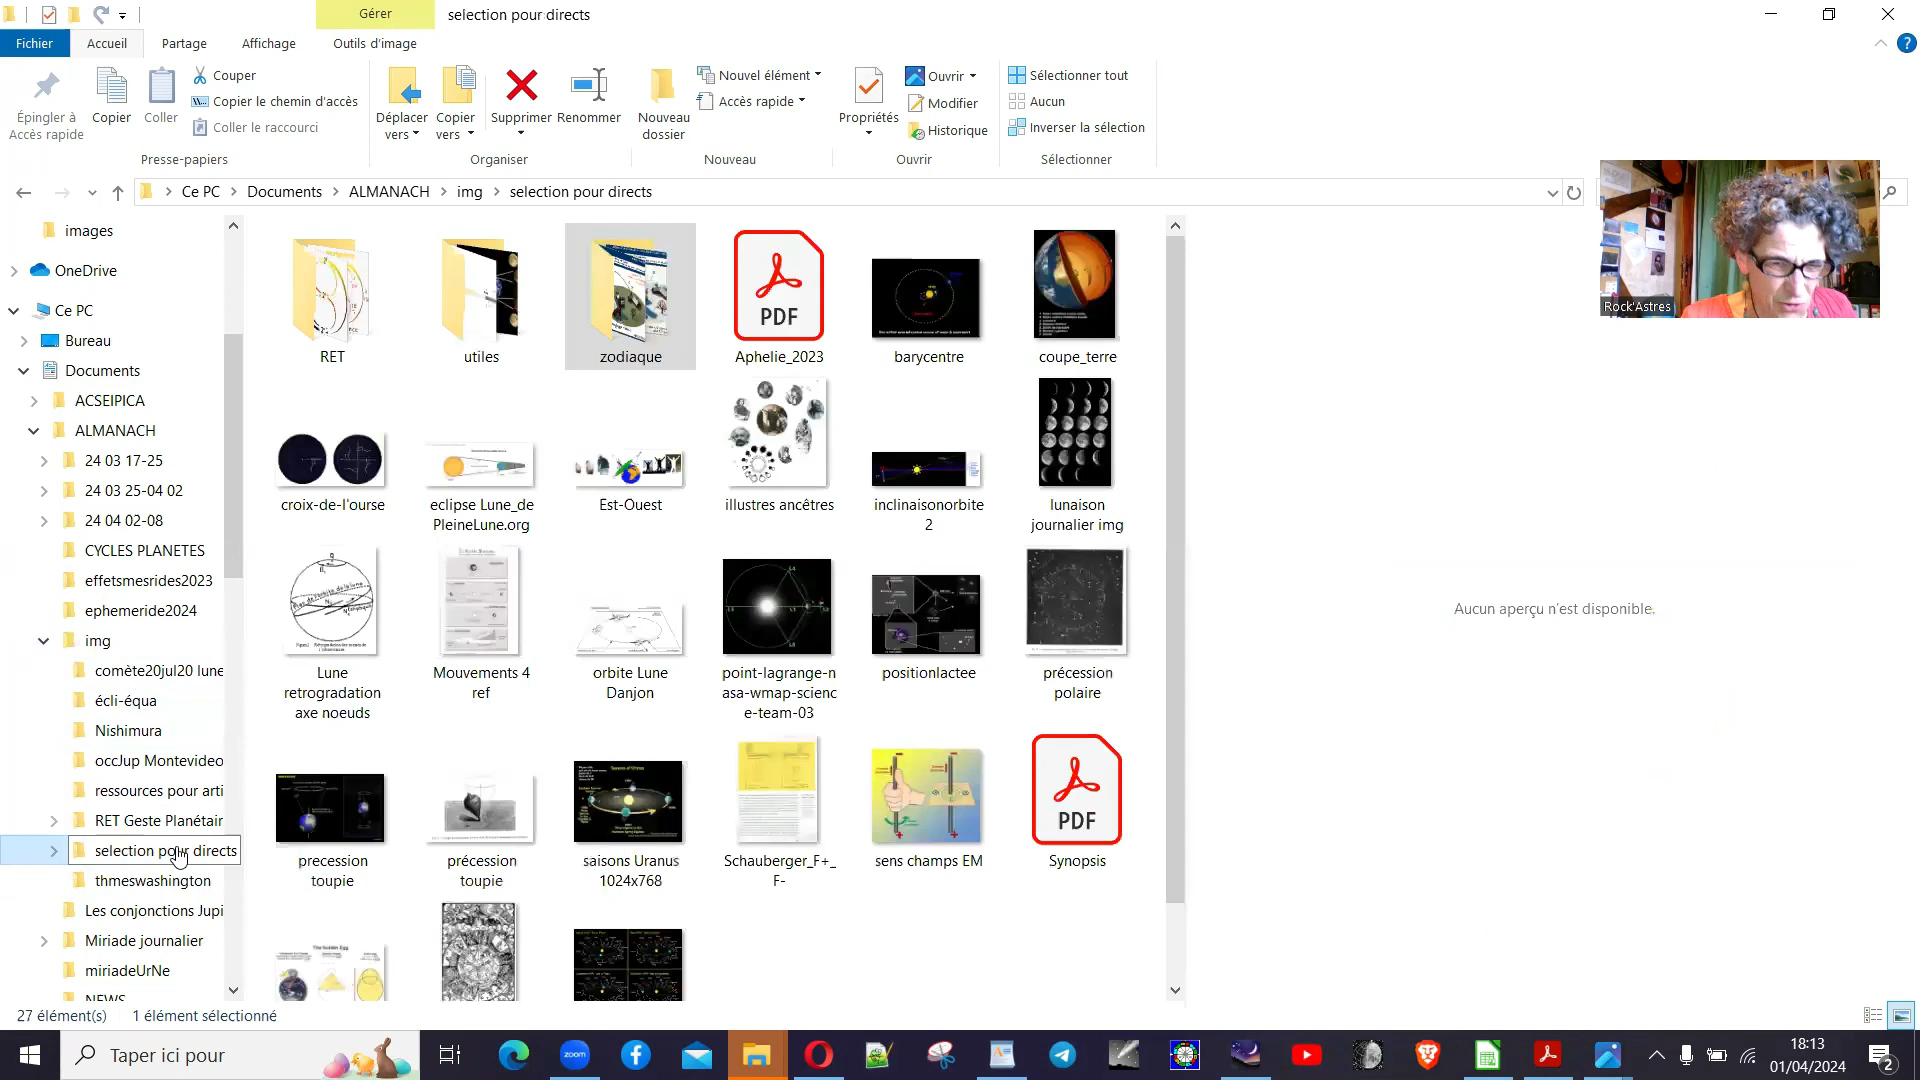 Gérer
selection pour directs
Fichier
Accueil
Partage
Affichage
Outils d'image
Épingler à
Accès rapide
Copier
Coller
Couper
Copier le chemin d'accès
Coller le raccourci
Presse-papiers
Déplacer
vers
Copier
vers
Supprimer
Renommer
Organiser
Nouveau
dossier
Nouvel élément
Accès rapide
Nouveau
Propriétés
Ouvrir
Modifier
Historique
Ouvrir
Sélectionner tout
Aucun
Inverser la sélection
Sélectionner
Ce PC
Documents
ALMANACH
img
selection pour directs
Rock'Astres
images
OneDrive
Ce PC
Bureau
Documents
ACSEIPICA
ALMANACH
24 03 17-25
24 03 25-04 02
24 04 02-08
CYCLES PLANETES
effetsmesrides2023
ephemeride2024
img
comète20jul20 lune
écli-équa
Nishimura
occJup Montevideo
ressources pour arti
RET Geste Planétair
selection pour directs
thmeswashington
Les conjonctions Jupi
Miriade journalier
miriadeUrNe
NEWS
RET
utiles
zodiaque
PDF
Aphelie_2023
barycentre
coupe_terre
croix-de-l'ourse
eclipse Lune_de
PleineLune.org
Est-Ouest
illustres ancêtres
inclinaisonorbite
2
lunaison
journalier img
Lune
retrogradation
axe noeuds
Mouvements 4
ref
orbite Lune
Danjon
point-lagrange-n
asa-wmap-scienc
e-team-03
positionlactee
précession
polaire
precession
toupie
précession
toupie
saisons Uranus
1024x768
Schauberger_F+_
F-
sens champs EM
PDF
Synopsis
Aucun aperçu n'est disponible.
27 élément(s)
1 élément sélectionné
Taper ici pour
zoom
18:13
01/04/2024
2